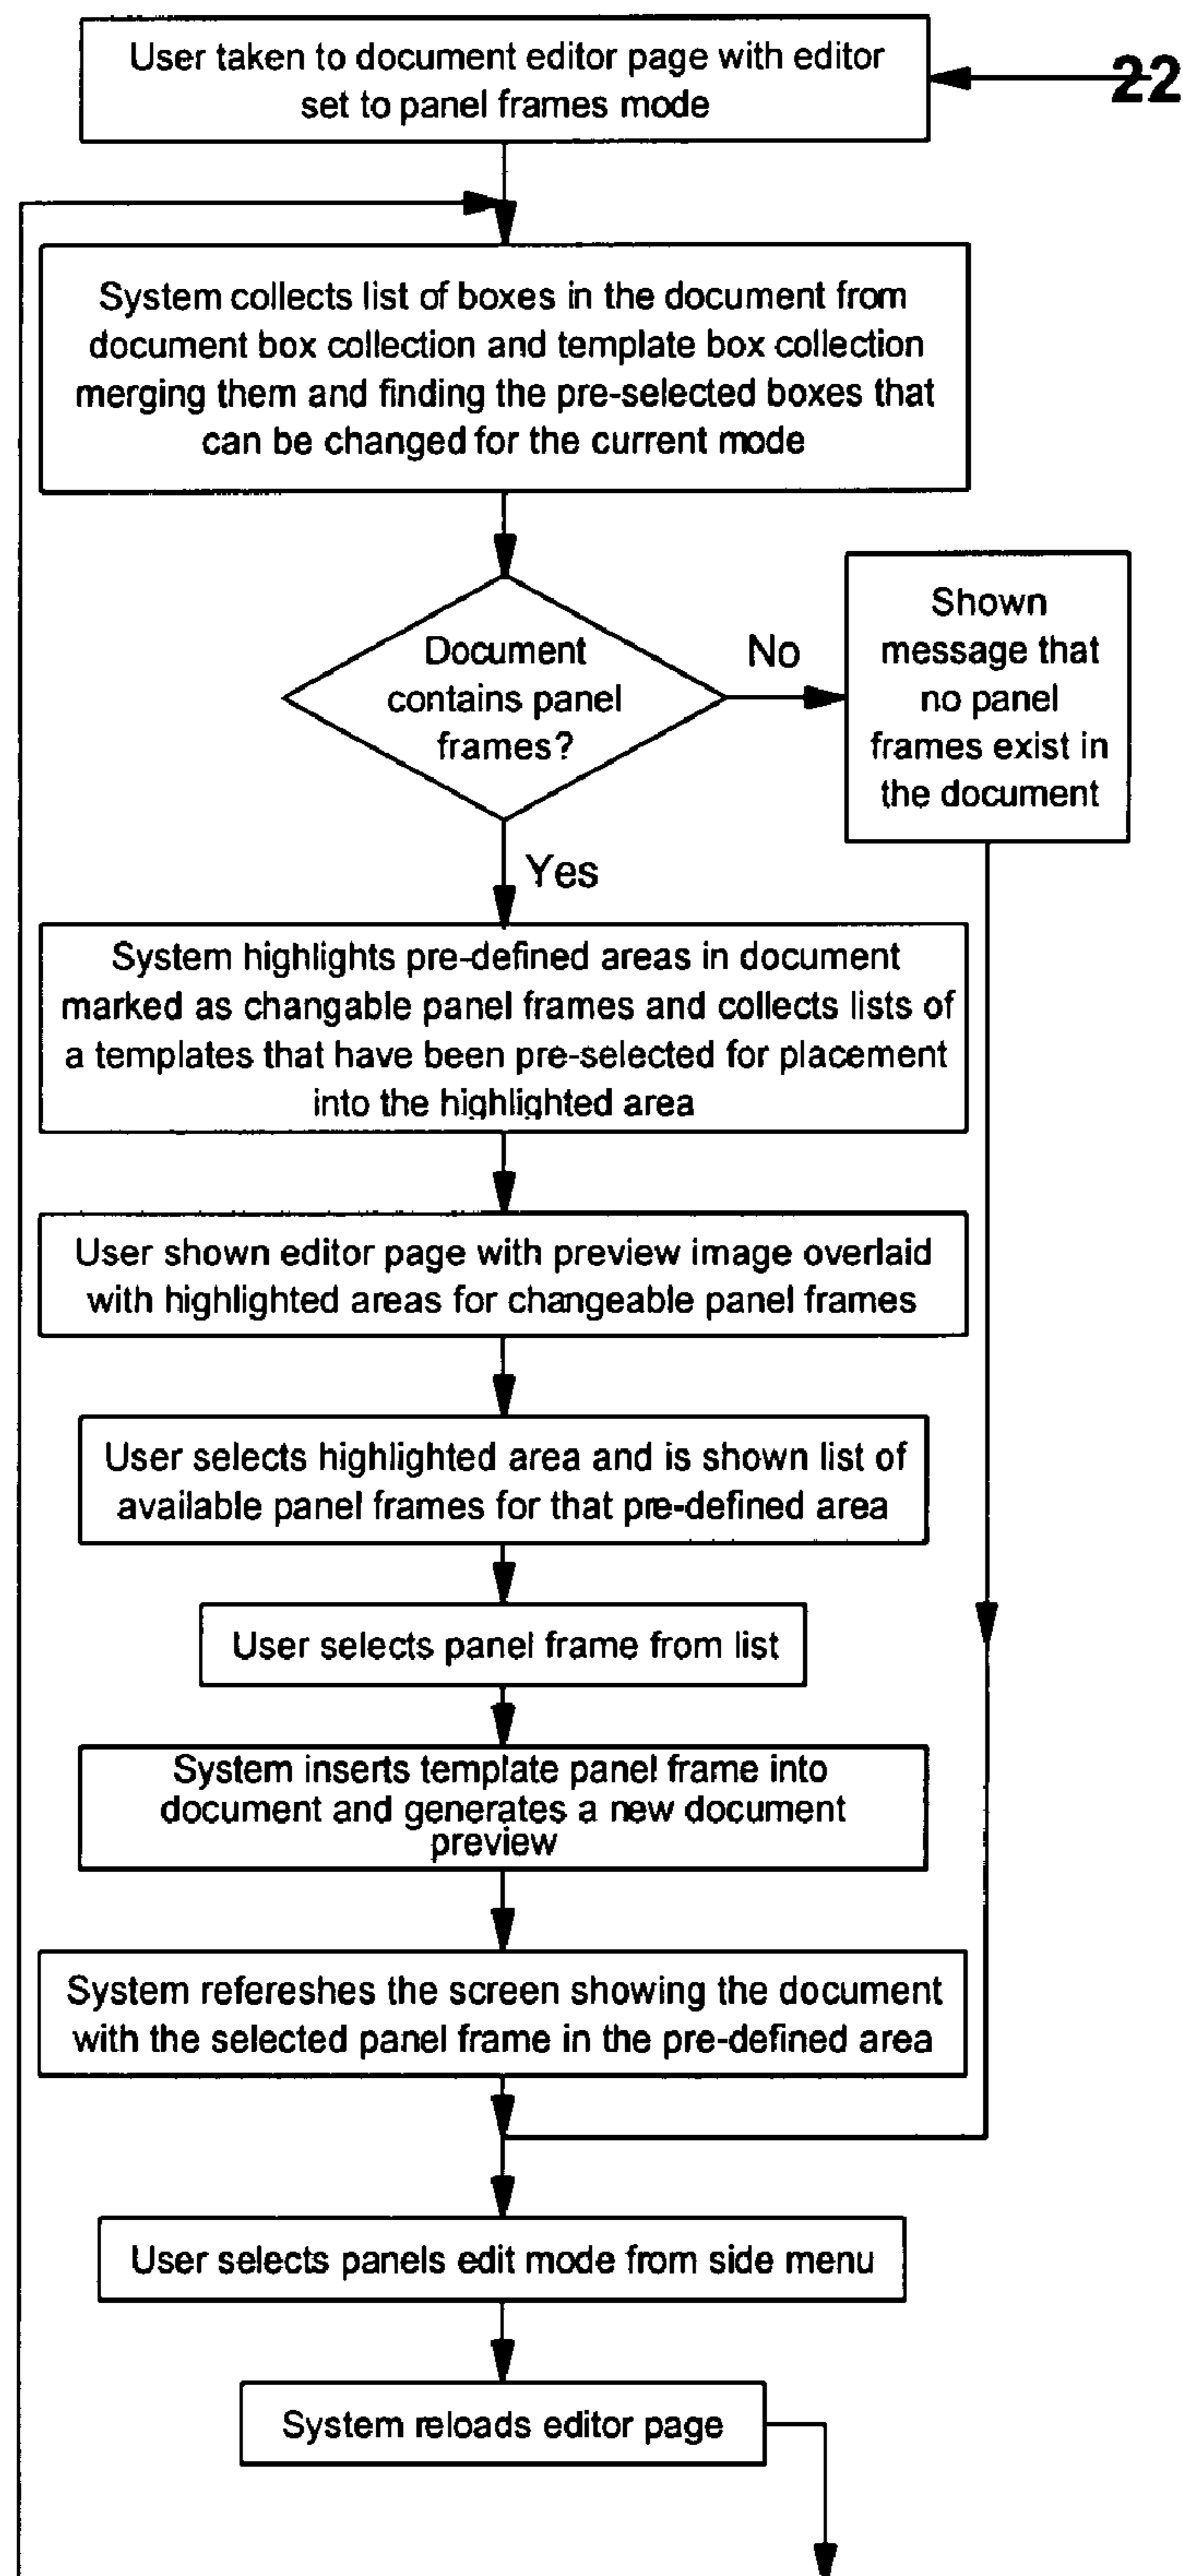 User taken to document editor page with editor
set to panel frames mode
22
System collects list of boxes in the document from
document box collection and template box collection
merging them and finding the pre-selected boxes that
can be changed for the current mode
Document
contains panel
frames?
No
Shown
message that
no panel
frames exist in
the document
Yes
System highlights pre-defined areas in document
marked as changable panel frames and collects lists of
a templates that have been pre-selected for placement
into the highlighted area
User shown editor page with preview image overlaid
with highlighted areas for changeable panel frames
User selects highlighted area and is shown list of
available panel frames for that pre-defined area
User selects panel frame from list
System inserts template panel frame into
document and generates a new document
preview
System refereshes the screen showing the document
with the selected panel frame in the pre-defined area
User selects panels edit mode from side menu
System reloads editor page